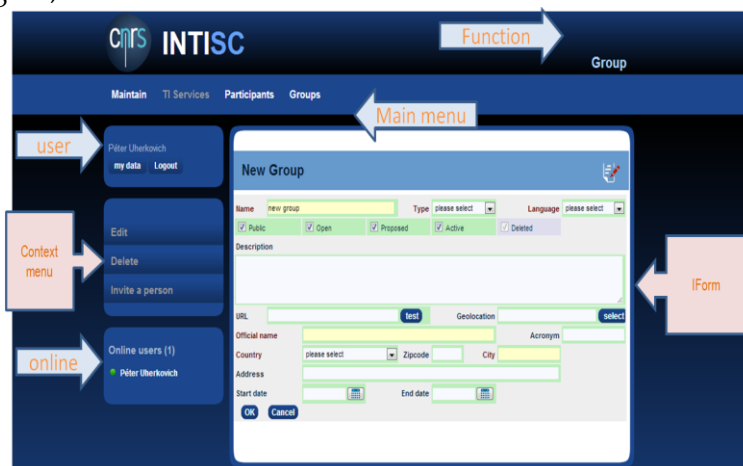 cnrs INTISC
Function
Group
Maintain TI Services Participants Groups
Main menu
user
Péter Uherkovich
my data Logout
New Group
Name new group Type please select Language please select
Public Open Proposed Active Deleted
Description
Context
menu
Edit
Delete
Invite a person
IForm
URL test Geolocation select
Official name Acronym
Country please select Zipcode City
Address
Start date End date
OK Cancel
online
Online users (1)
Péter Uherkovich